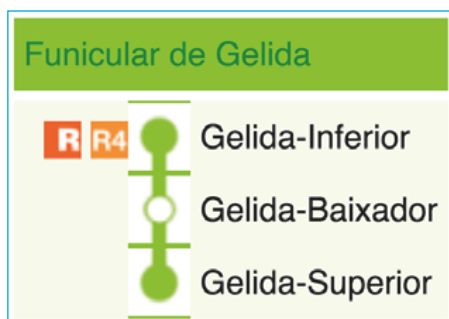 Funicular de Gelida
R R4 Gelida-Inferior
Gelida-Baixador
Gelida-Superior